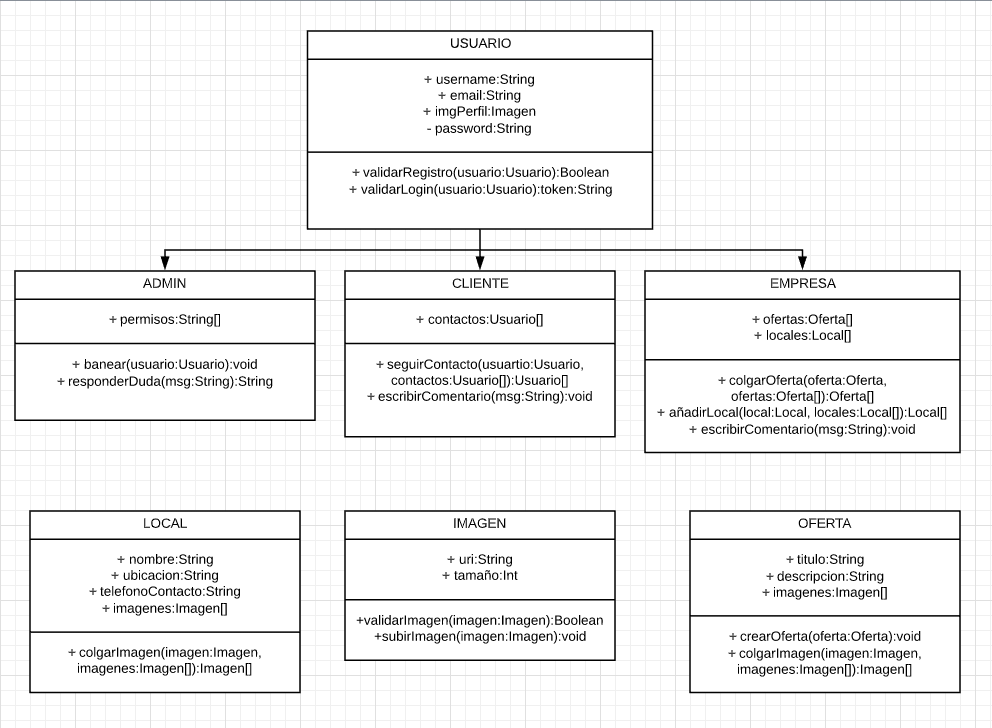 USUARIO
+ username:String
+ email:String
+ imgPerfil:Imagen
- password:String
+ validarRegistro(usuario:Usuario):Boolean
+ validarLogin(usuario:Usuario):token:String
ADMIN
+ permisos:String[]
+ banear(usuario:Usuario):void
+ responderDuda(msg:String):String
CLIENTE
+ contactos:Usuario[]
+ seguirContacto(usuartio:Usuario,
contactos:Usuario[]):Usuario[]
+ escribirComentario(msg:String):void
EMPRESA
+ ofertas:Oferta[]
+ locales:Local[]
+ colgarOferta(oferta:Oferta,
ofertas:Oferta[]):Oferta[]
+ añadirLocal(local:Local, locales:Local[]):Local[]
+ escribirComentario(msg:String):void
LOCAL
+ nombre:String
+ ubicacion:String
+ telefonoContacto:String
+ imagenes:Imagen[]
+ colgarImagen(imagen:Imagen,
imagenes:Imagen[]):Imagen[]
IMAGEN
+ uri:String
+ tamaño:Int
+validarImagen(imagen:Imagen):Boolean
+subirImagen(imagen:Imagen):void
OFERTA
+ titulo:String
+ descripcion:String
+ imagenes:Imagen[]
+ crearOferta(oferta:Oferta):void
+ colgarImagen(imagen:Imagen,
imagenes:Imagen[]):Imagen[]